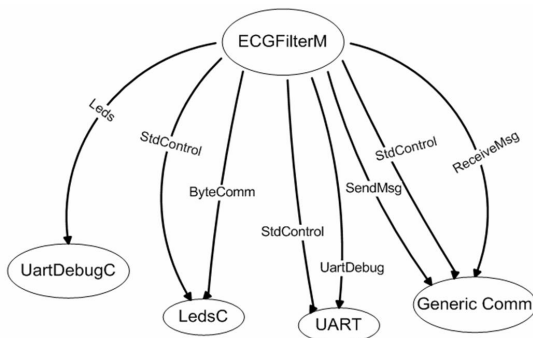 ECGFilterM
Leds
StdControl
StdControl
ReceiveMsg
ByteComm
SendMsg
StdControl
UartDebug
UartDebugC
LedsC
UART
Generic Comm